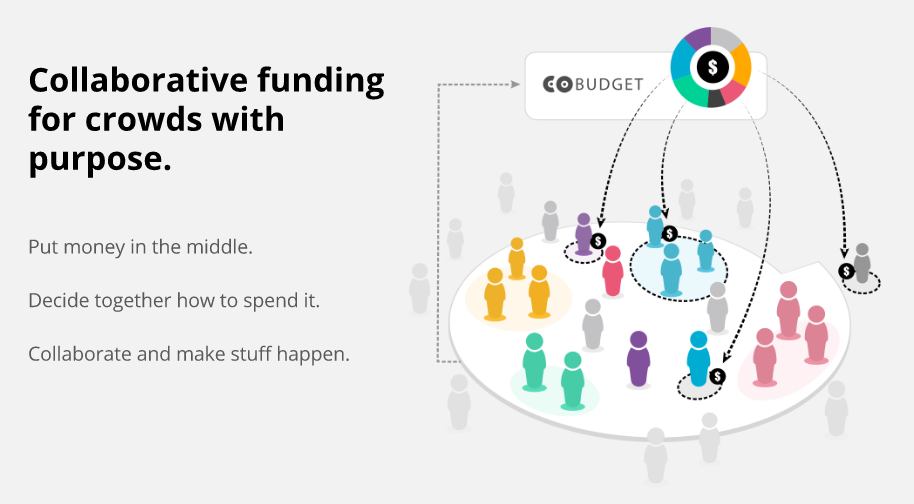 Collaborative funding
for crowds with
purpose.
Put money in the middle.
Decide together how to spend it.
Collaborate and make stuff happen.
COBUDGET
$
$
$
$
$